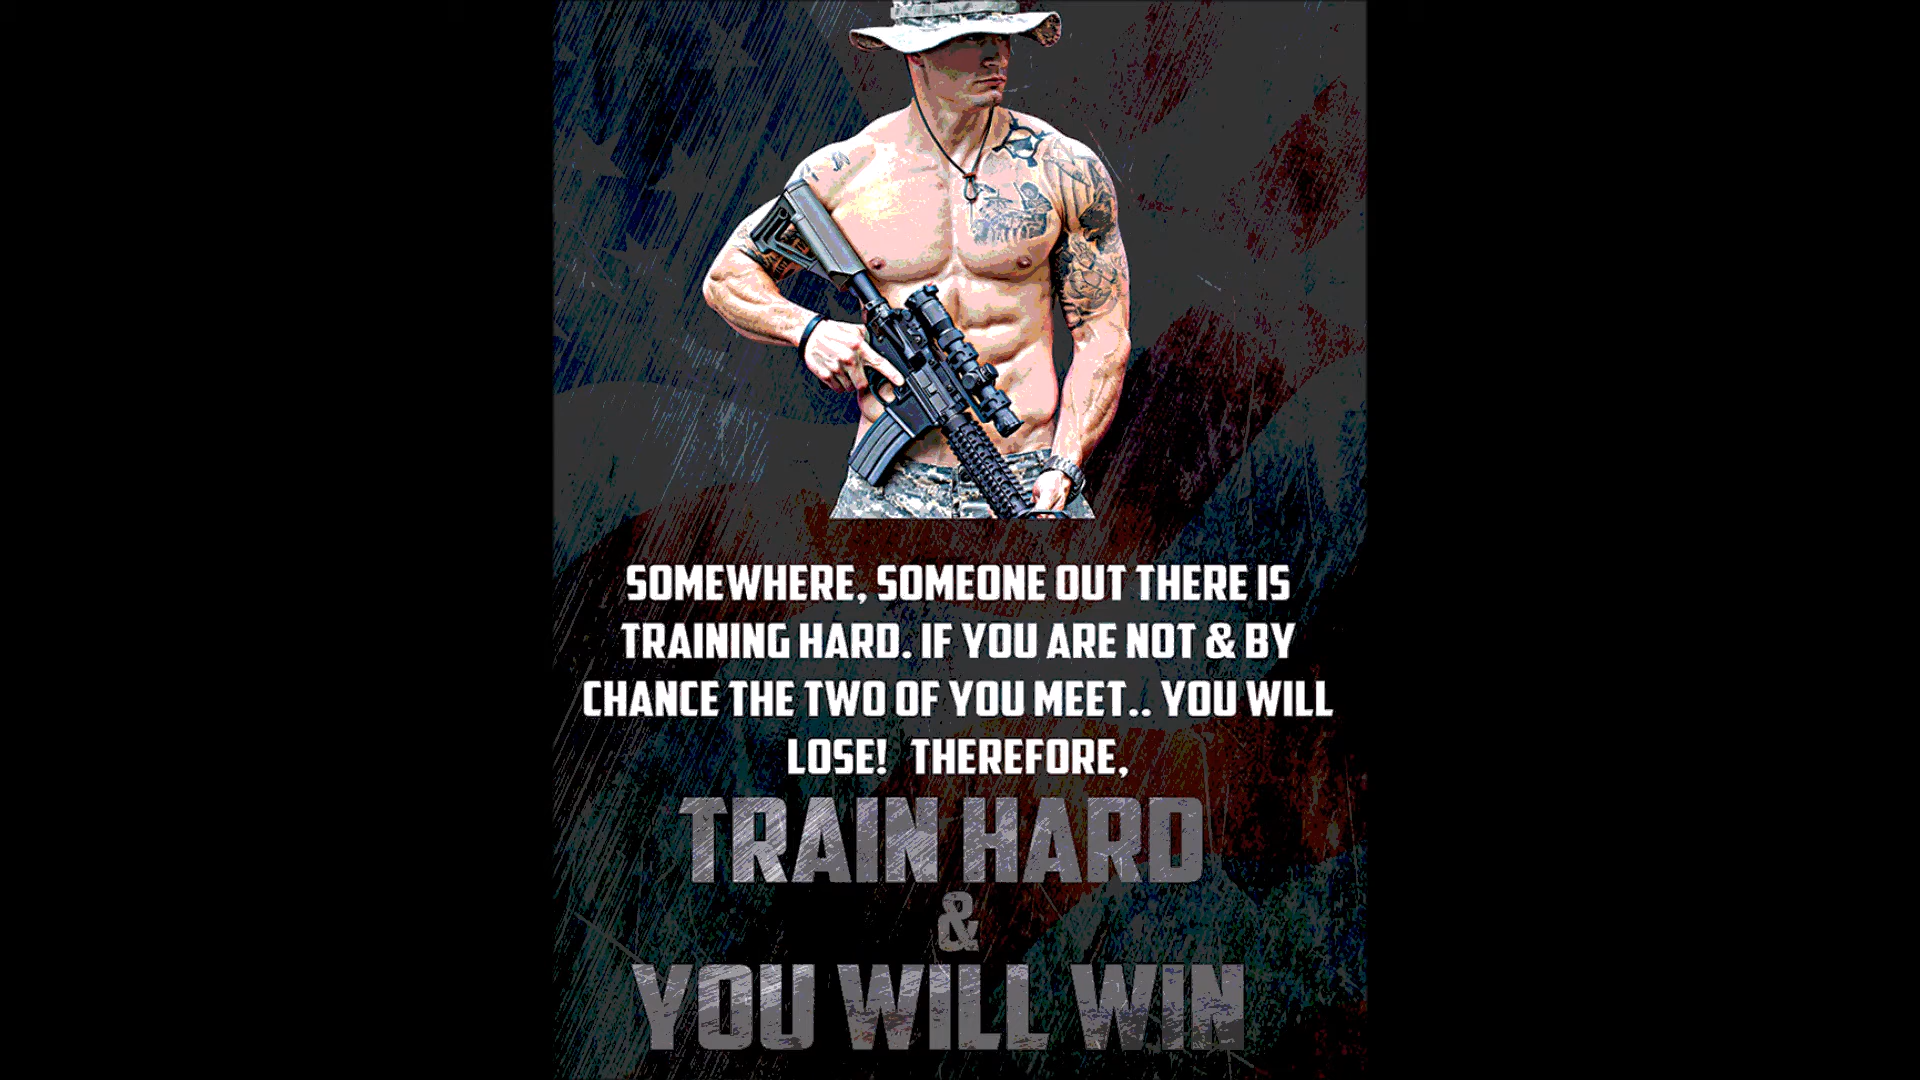 SOMEWHERE, SOMEONE OUT THERE IS
TRAINING HARD. IF YOU ARE NOT & BY
CHANCE THE TWO OF YOU MEET.. YOU WILL
LOSE! THEREFORE,
TRAIN HARD
&
YOU WILL WIN